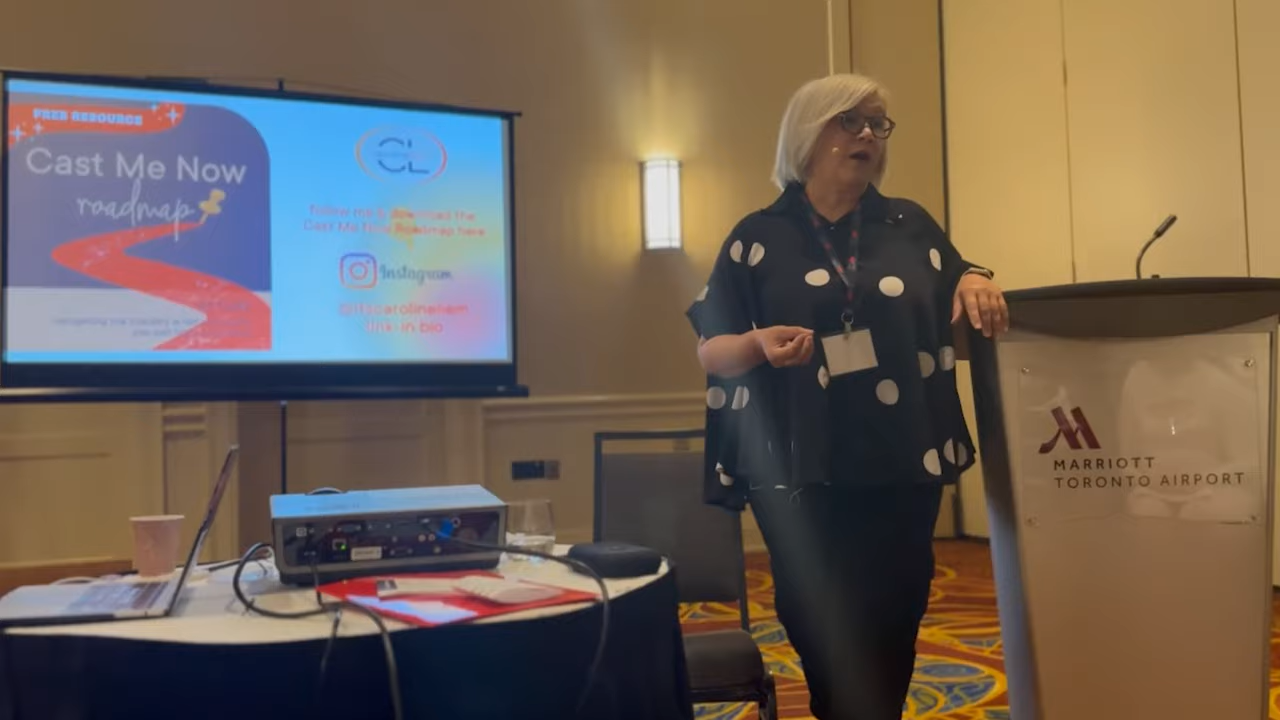 FREE RESOURCE
Cast Me Now
roadmap
CL
Follow me & download the
Cast Me Now Roadmap here
Instagram
link in bio
MARRIOTT
TORONTO AIRPORT